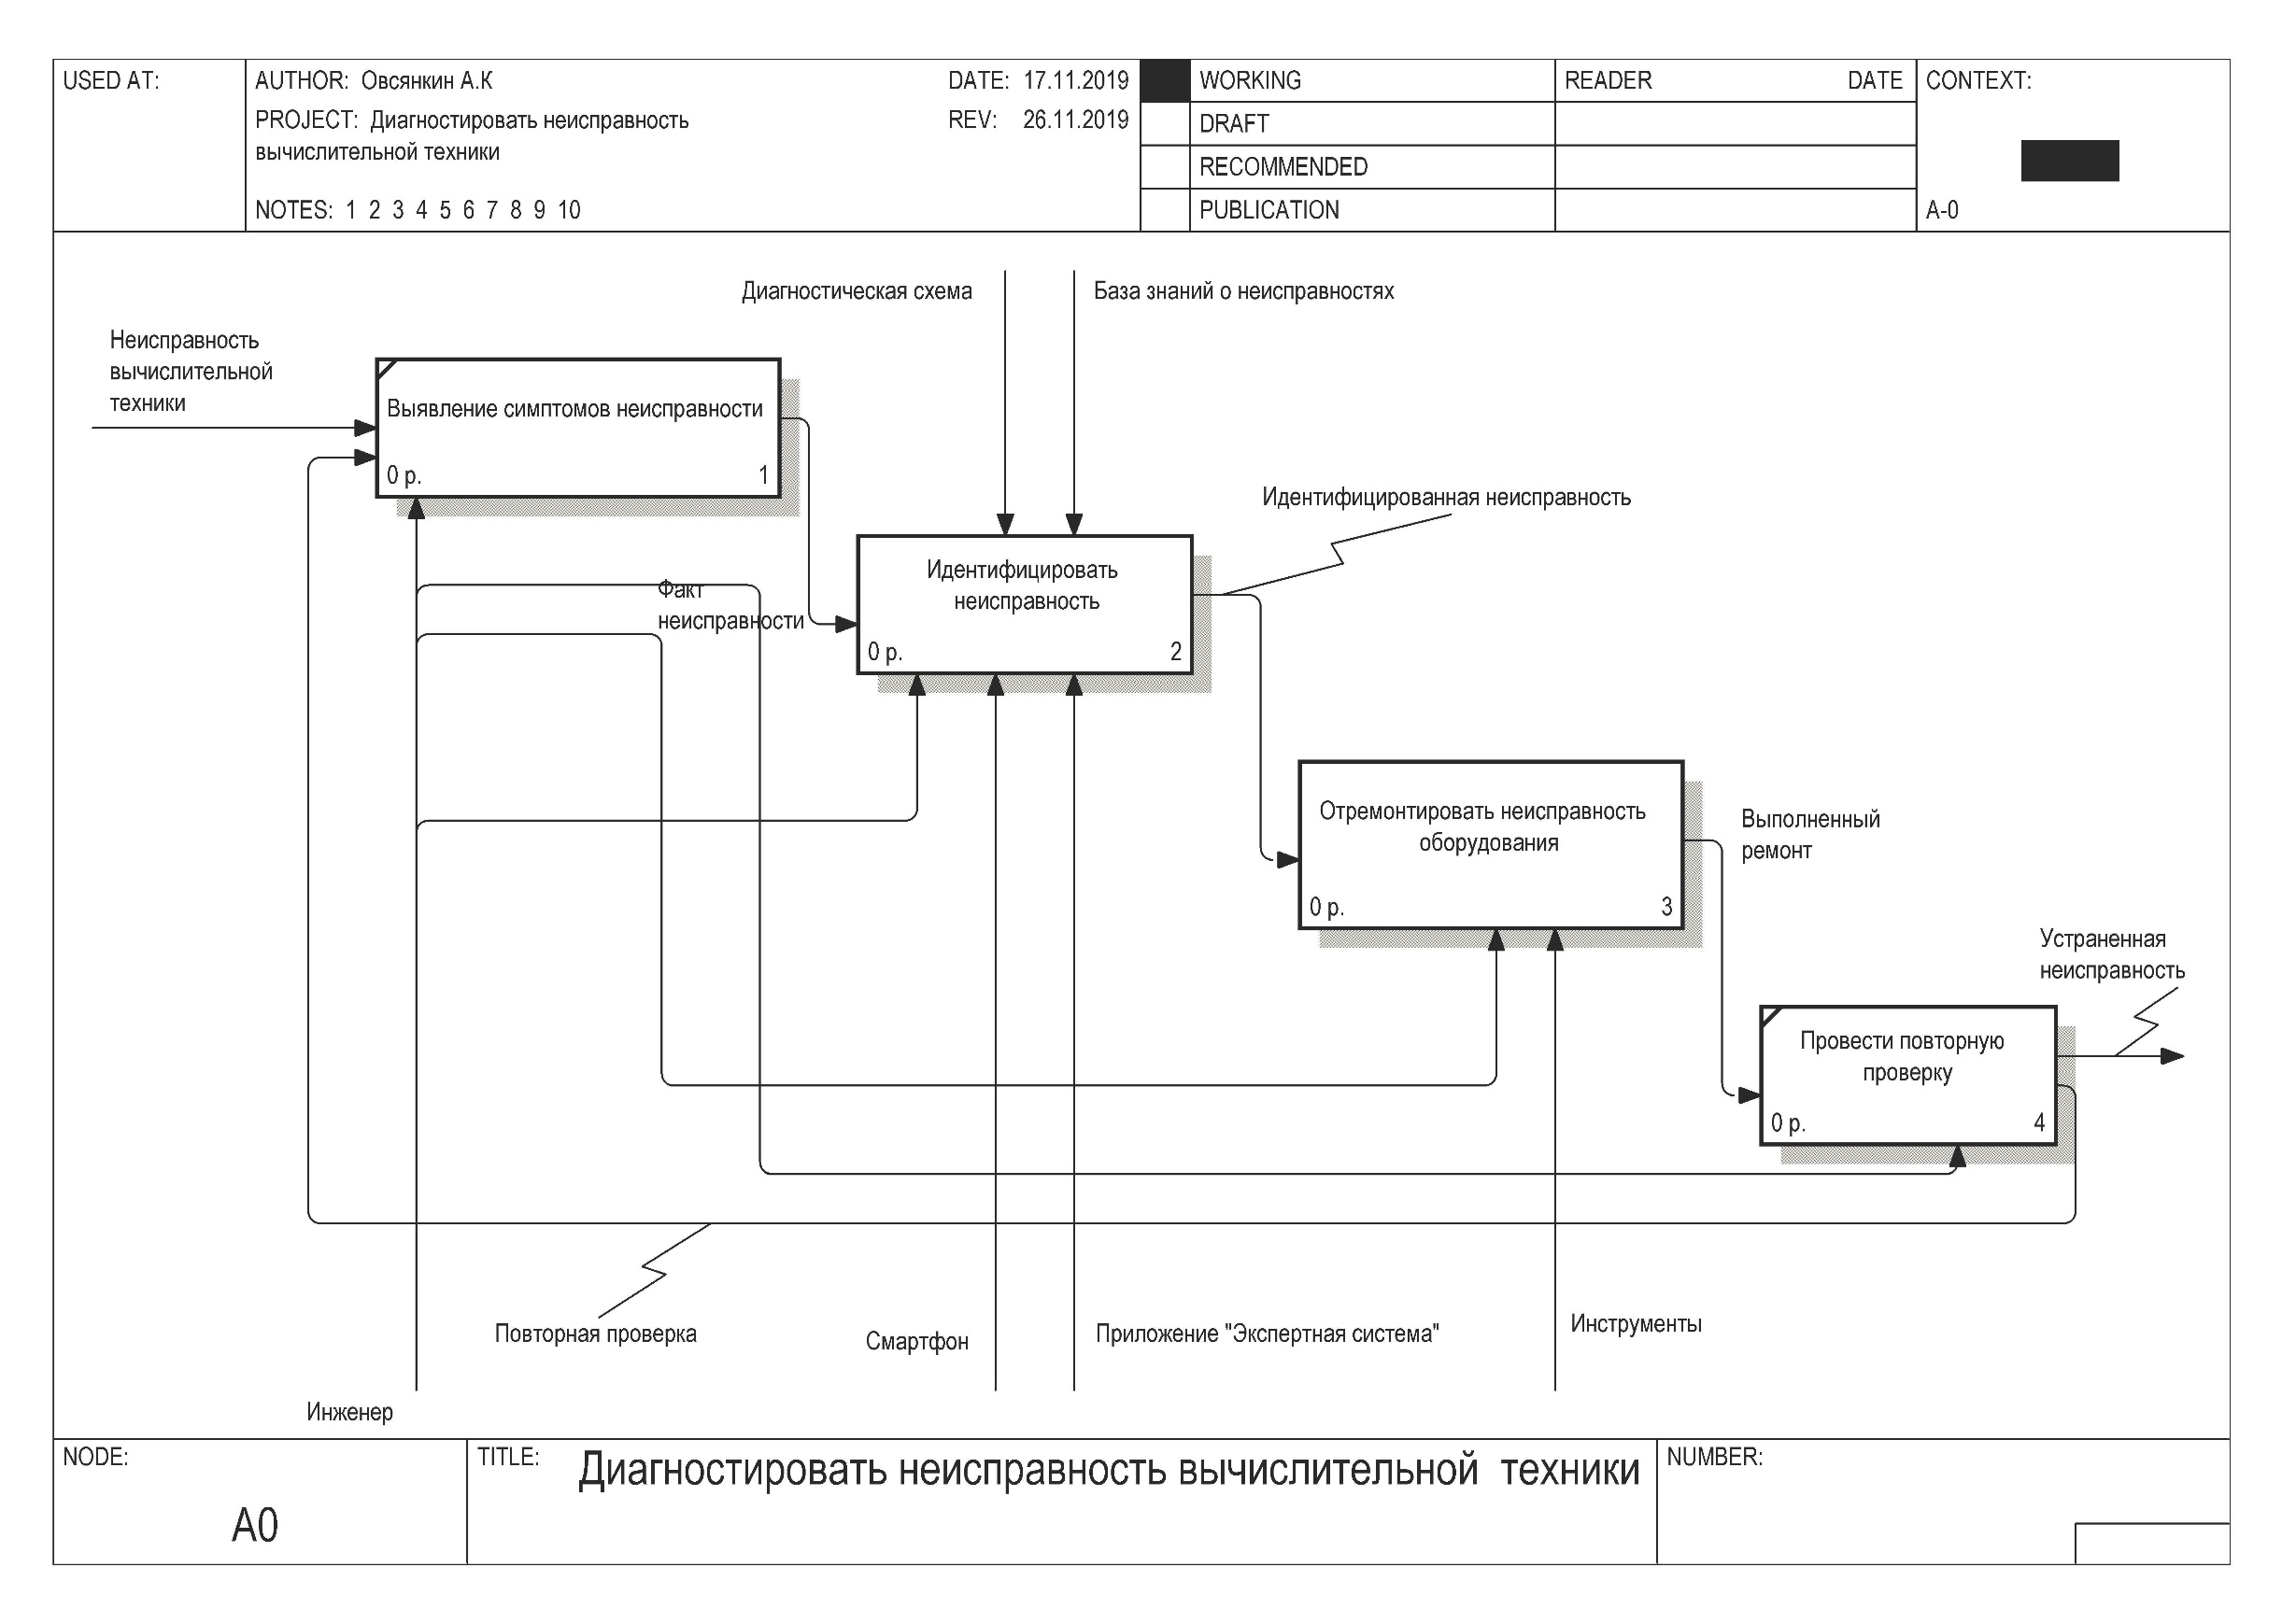 USED AT:
AUTHOR: Овсянкин А.К
DATE: 17.11.2019
PROJECT: Диагностировать неисправность
вычислительной техники
REV: 26.11.2019
NOTES: 1 2 3 4 5 6 7 8 9 10
WORKING
DRAFT
RECOMMENDED
PUBLICATION
READER DATE
CONTEXT:
A-0
Диагностическая схема
База знаний о неисправностях
Неисправность
вычислительной
техники
Выявление симптомов неисправности
0 р. 1
Идентифицированная неисправность
Факт
неисправности
Идентифицировать
неисправность
0 р. 2
Отремонтировать неисправность
оборудования
0 р. 3
Выполненный
ремонт
Устраненная
неисправность
Провести повторную
проверку
0 р. 4
Повторная проверка
Смартфон
Приложение "Экспертная система"
Инструменты
Инженер
NODE:
A0
TITLE: Диагностировать неисправность вычислительной техники
NUMBER: